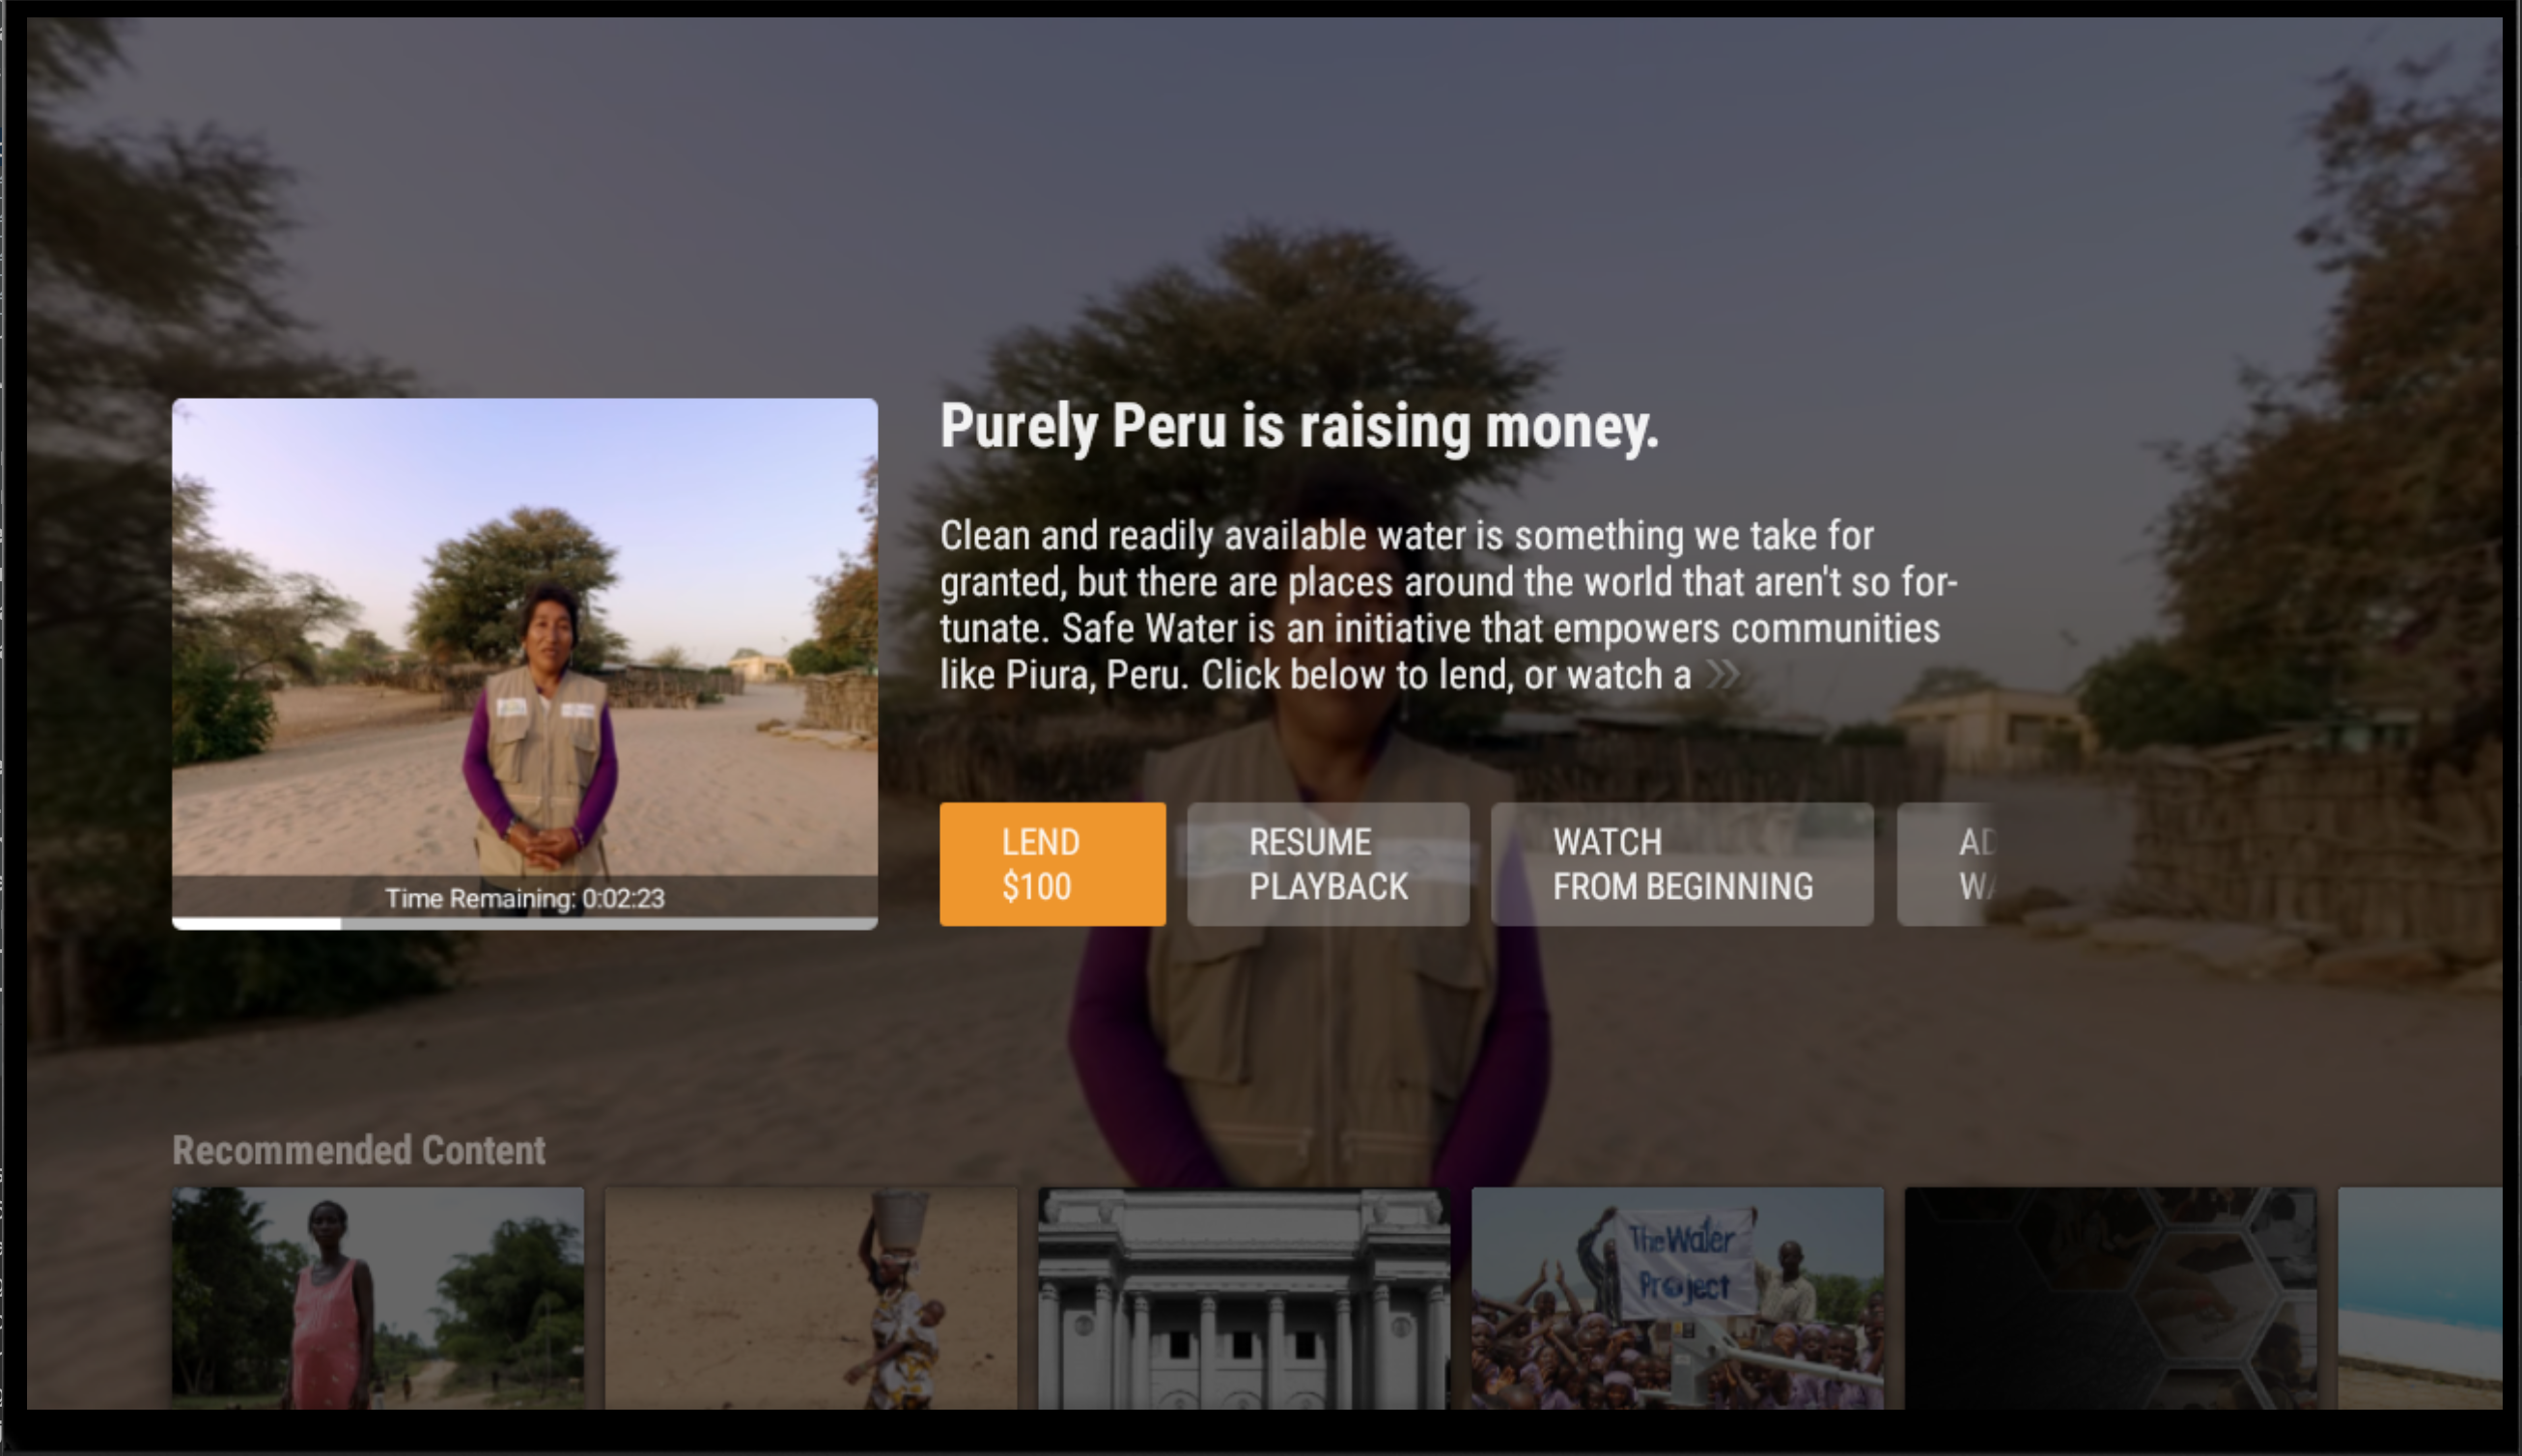 Purely Peru is raising money.
Clean and readily available water is something we take for
granted, but there are places around the world that aren't so for-
tunate. Safe Water is an initiative that empowers communities
like Piura, Peru. Click below to lend, or watch a »
Time Remaining: 0:02:23
LEND
$100
RESUME
PLAYBACK
WATCH
FROM BEGINNING
AD
WA
Recommended Content
The Water
Project